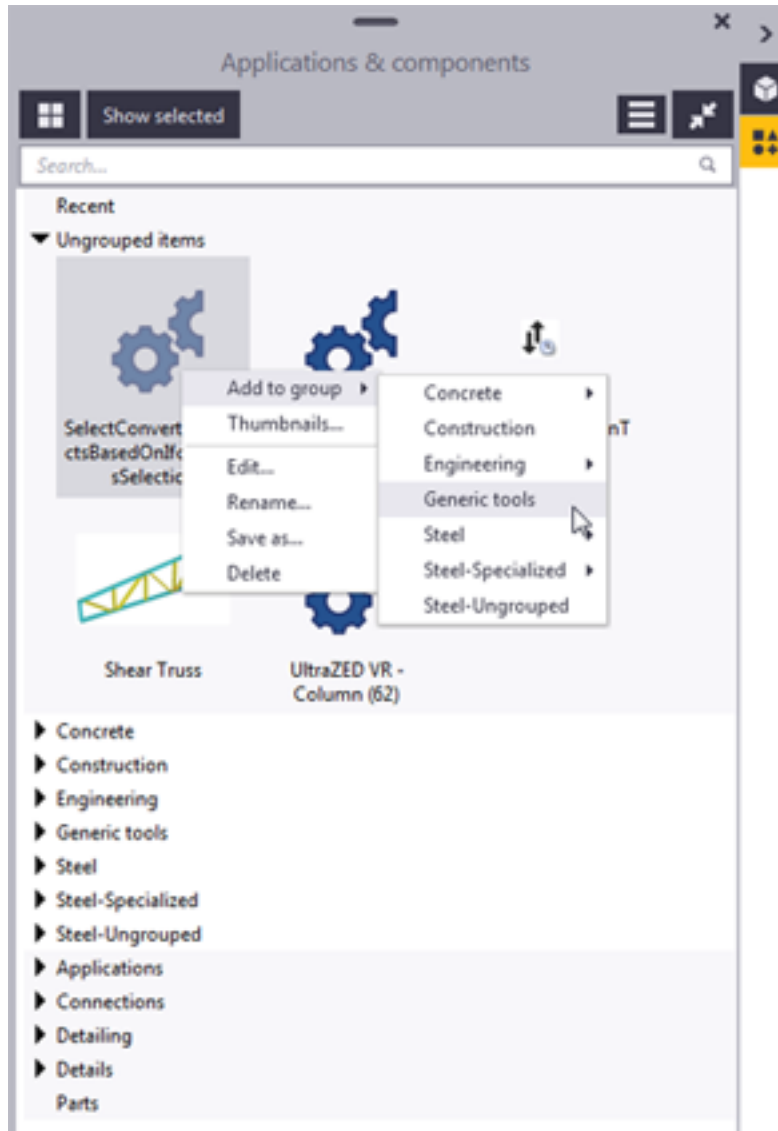 Applications & components
Show selected
Search...
Recent
Ungrouped items
SelectConvert
ctsBasedOnIfc
sSelectic
nT
Add to group
Thumbnails...
Edit...
Rename...
Save as...
Delete
Concrete
Construction
Engineering
Generic tools
Steel
Steel-Specialized
Steel-Ungrouped
Shear Truss
UltraZED VR -
Column (62)
Concrete
Construction
Engineering
Generic tools
Steel
Steel-Specialized
Steel-Ungrouped
Applications
Connections
Detailing
Details
Parts